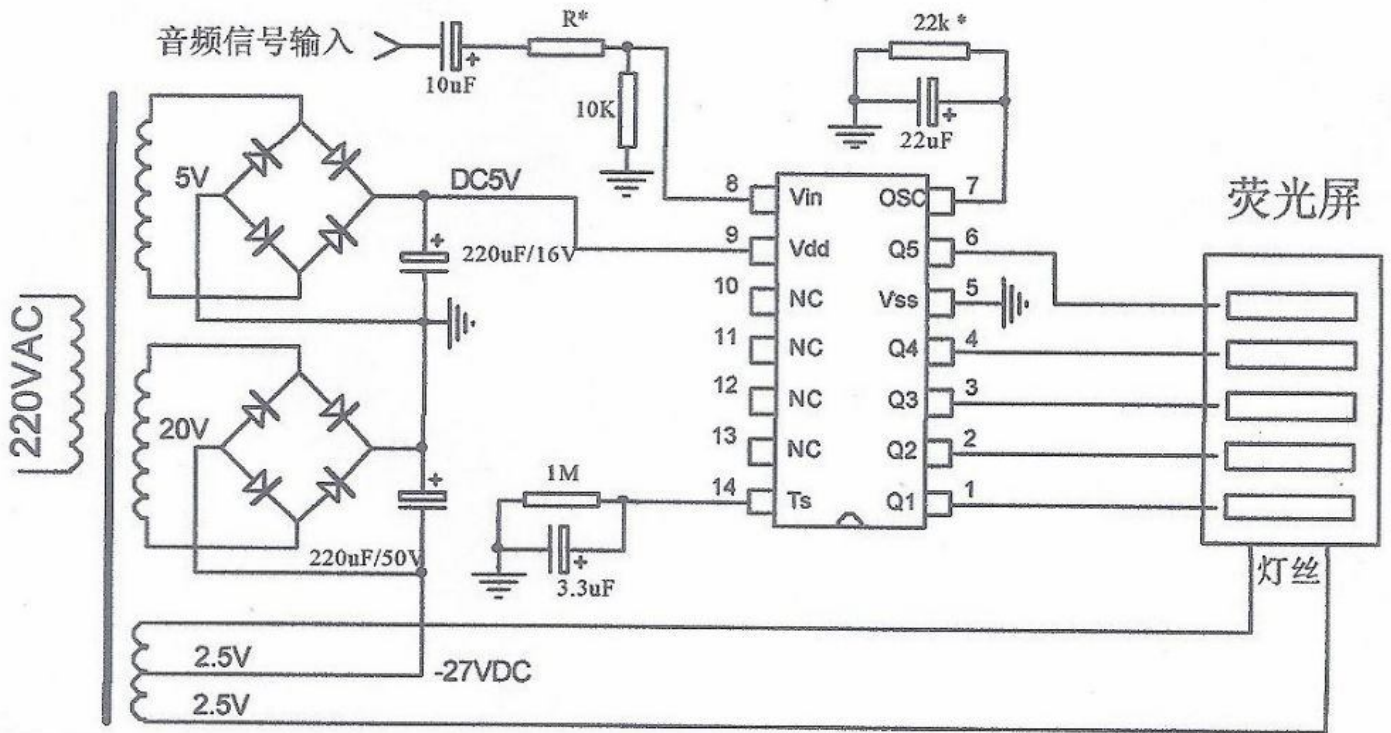 音频信号输入
R*
10uF
10K
22k *
22uF
5V
DC5V
220uF/16V
220VAC
20V
220uF/50V
2.5V
2.5V
-27VDC
1M
3.3uF
8 Vin OSC 7
9 Vdd Q5 6
10 NC Vss 5
11 NC Q4 4
12 NC Q3 3
13 NC Q2 2
14 Ts Q1 1
荧光屏
灯丝